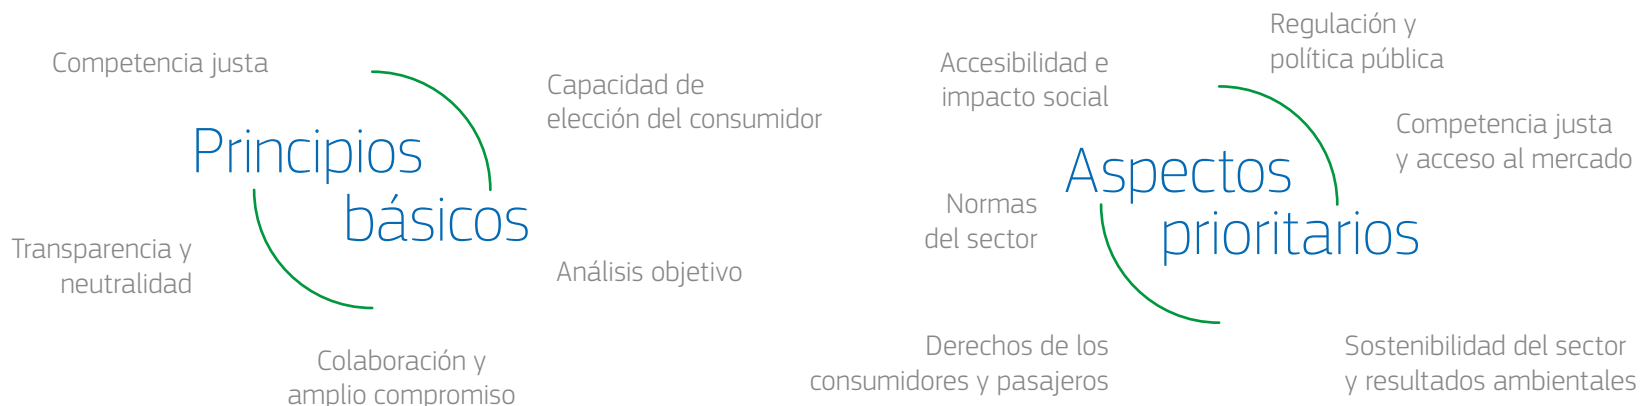 Competencia justa
Capacidad de
elección del consumidor
Principios
básicos
Transparencia y
neutralidad
Análisis objetivo
Colaboración y
amplio compromiso
Regulación y
política pública
Accesibilidad e
impacto social
Competencia justa
y acceso al mercado
Aspectos
prioritarios
Normas
del sector
Derechos de los
consumidores y pasajeros
Sostenibilidad del sector
y resultados ambientales